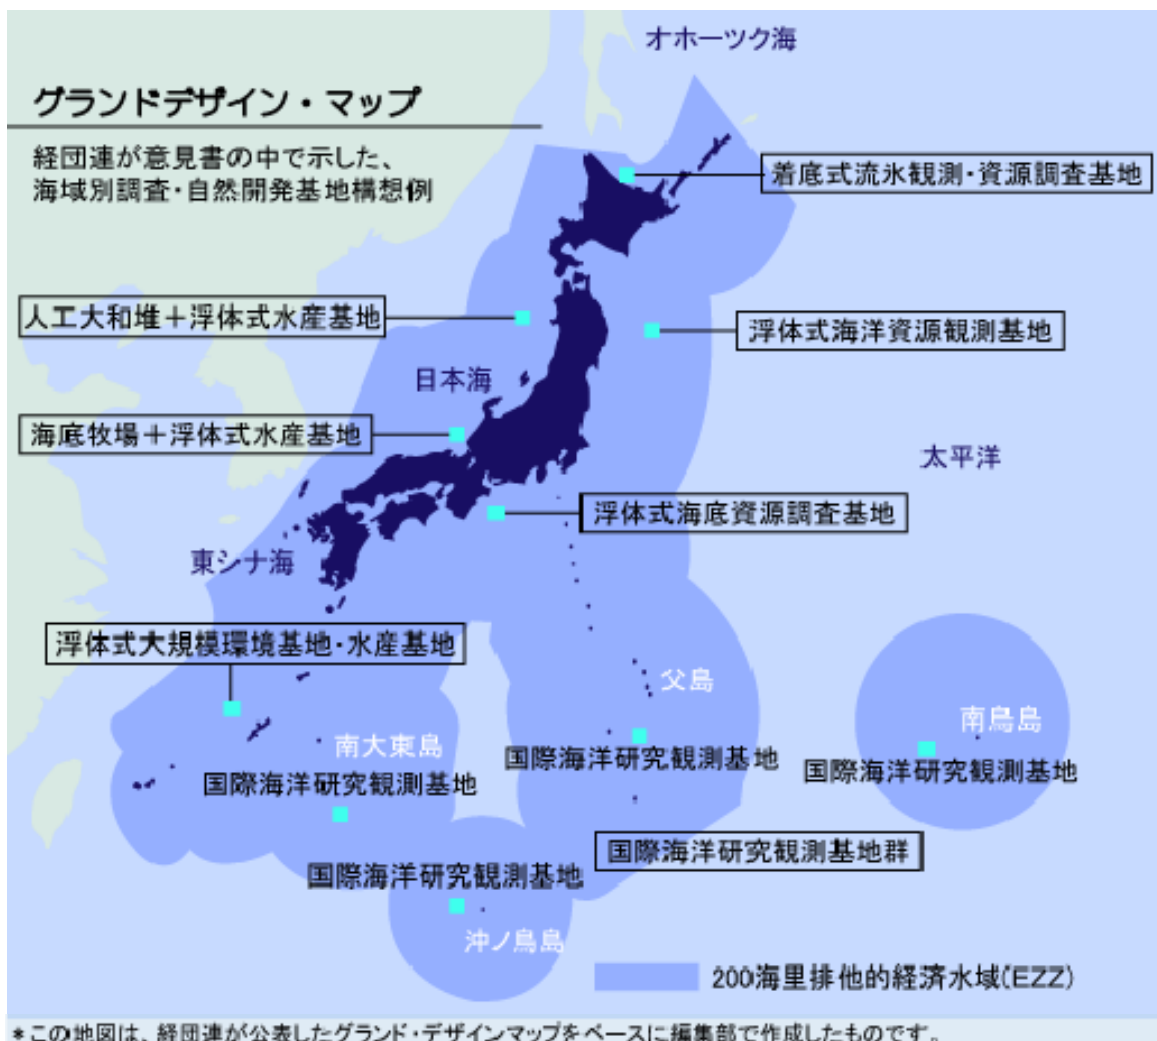 オホーツク海
グランドデザイン・マップ
経団連が意見書の中で示した、
海域別調査・自然開発基地構想例
着底式流氷観測・資源調査基地
人工大和堆＋浮体式水産基地
浮体式海洋資源観測基地
日本海
海底牧場＋浮体式水産基地
太平洋
浮体式海底資源調査基地
東シナ海
浮体式大規模環境基地・水産基地
父島
南鳥島
南大東島
国際海洋研究観測基地
国際海洋研究観測基地
国際海洋研究観測基地
国際海洋研究観測基地群
国際海洋研究観測基地
沖ノ鳥島
200海里排他的経済水域(EZZ)
＊この地図は、経団連が公表したグランド・デザインマップをベースに編集部で作成したものです。